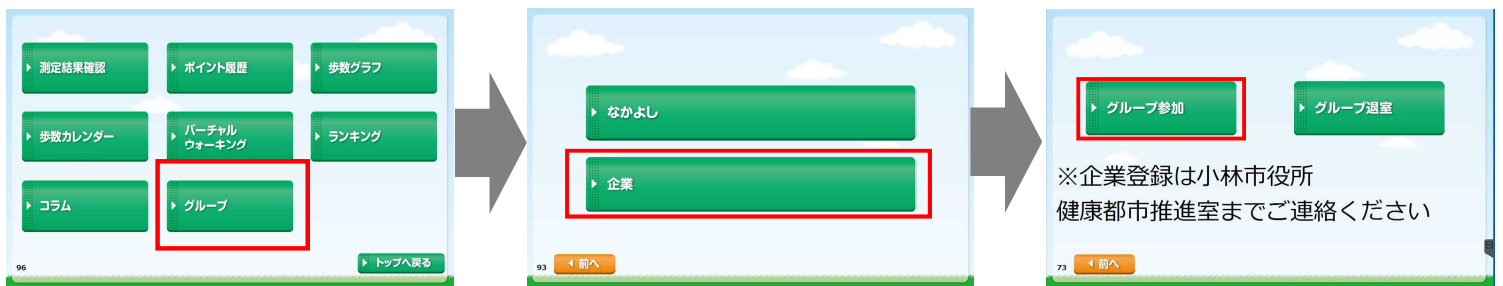 測定結果確認
ポイント履歴
歩数グラフ
歩数カレンダー
バーチャル
ウォーキング
ランキング
コラム
グループ
トップへ戻る
96
なかよし
企業
93
前へ
グループ参加
グループ退室
※企業登録は小林市役所
健康都市推進室までご連絡ください
73
前へ